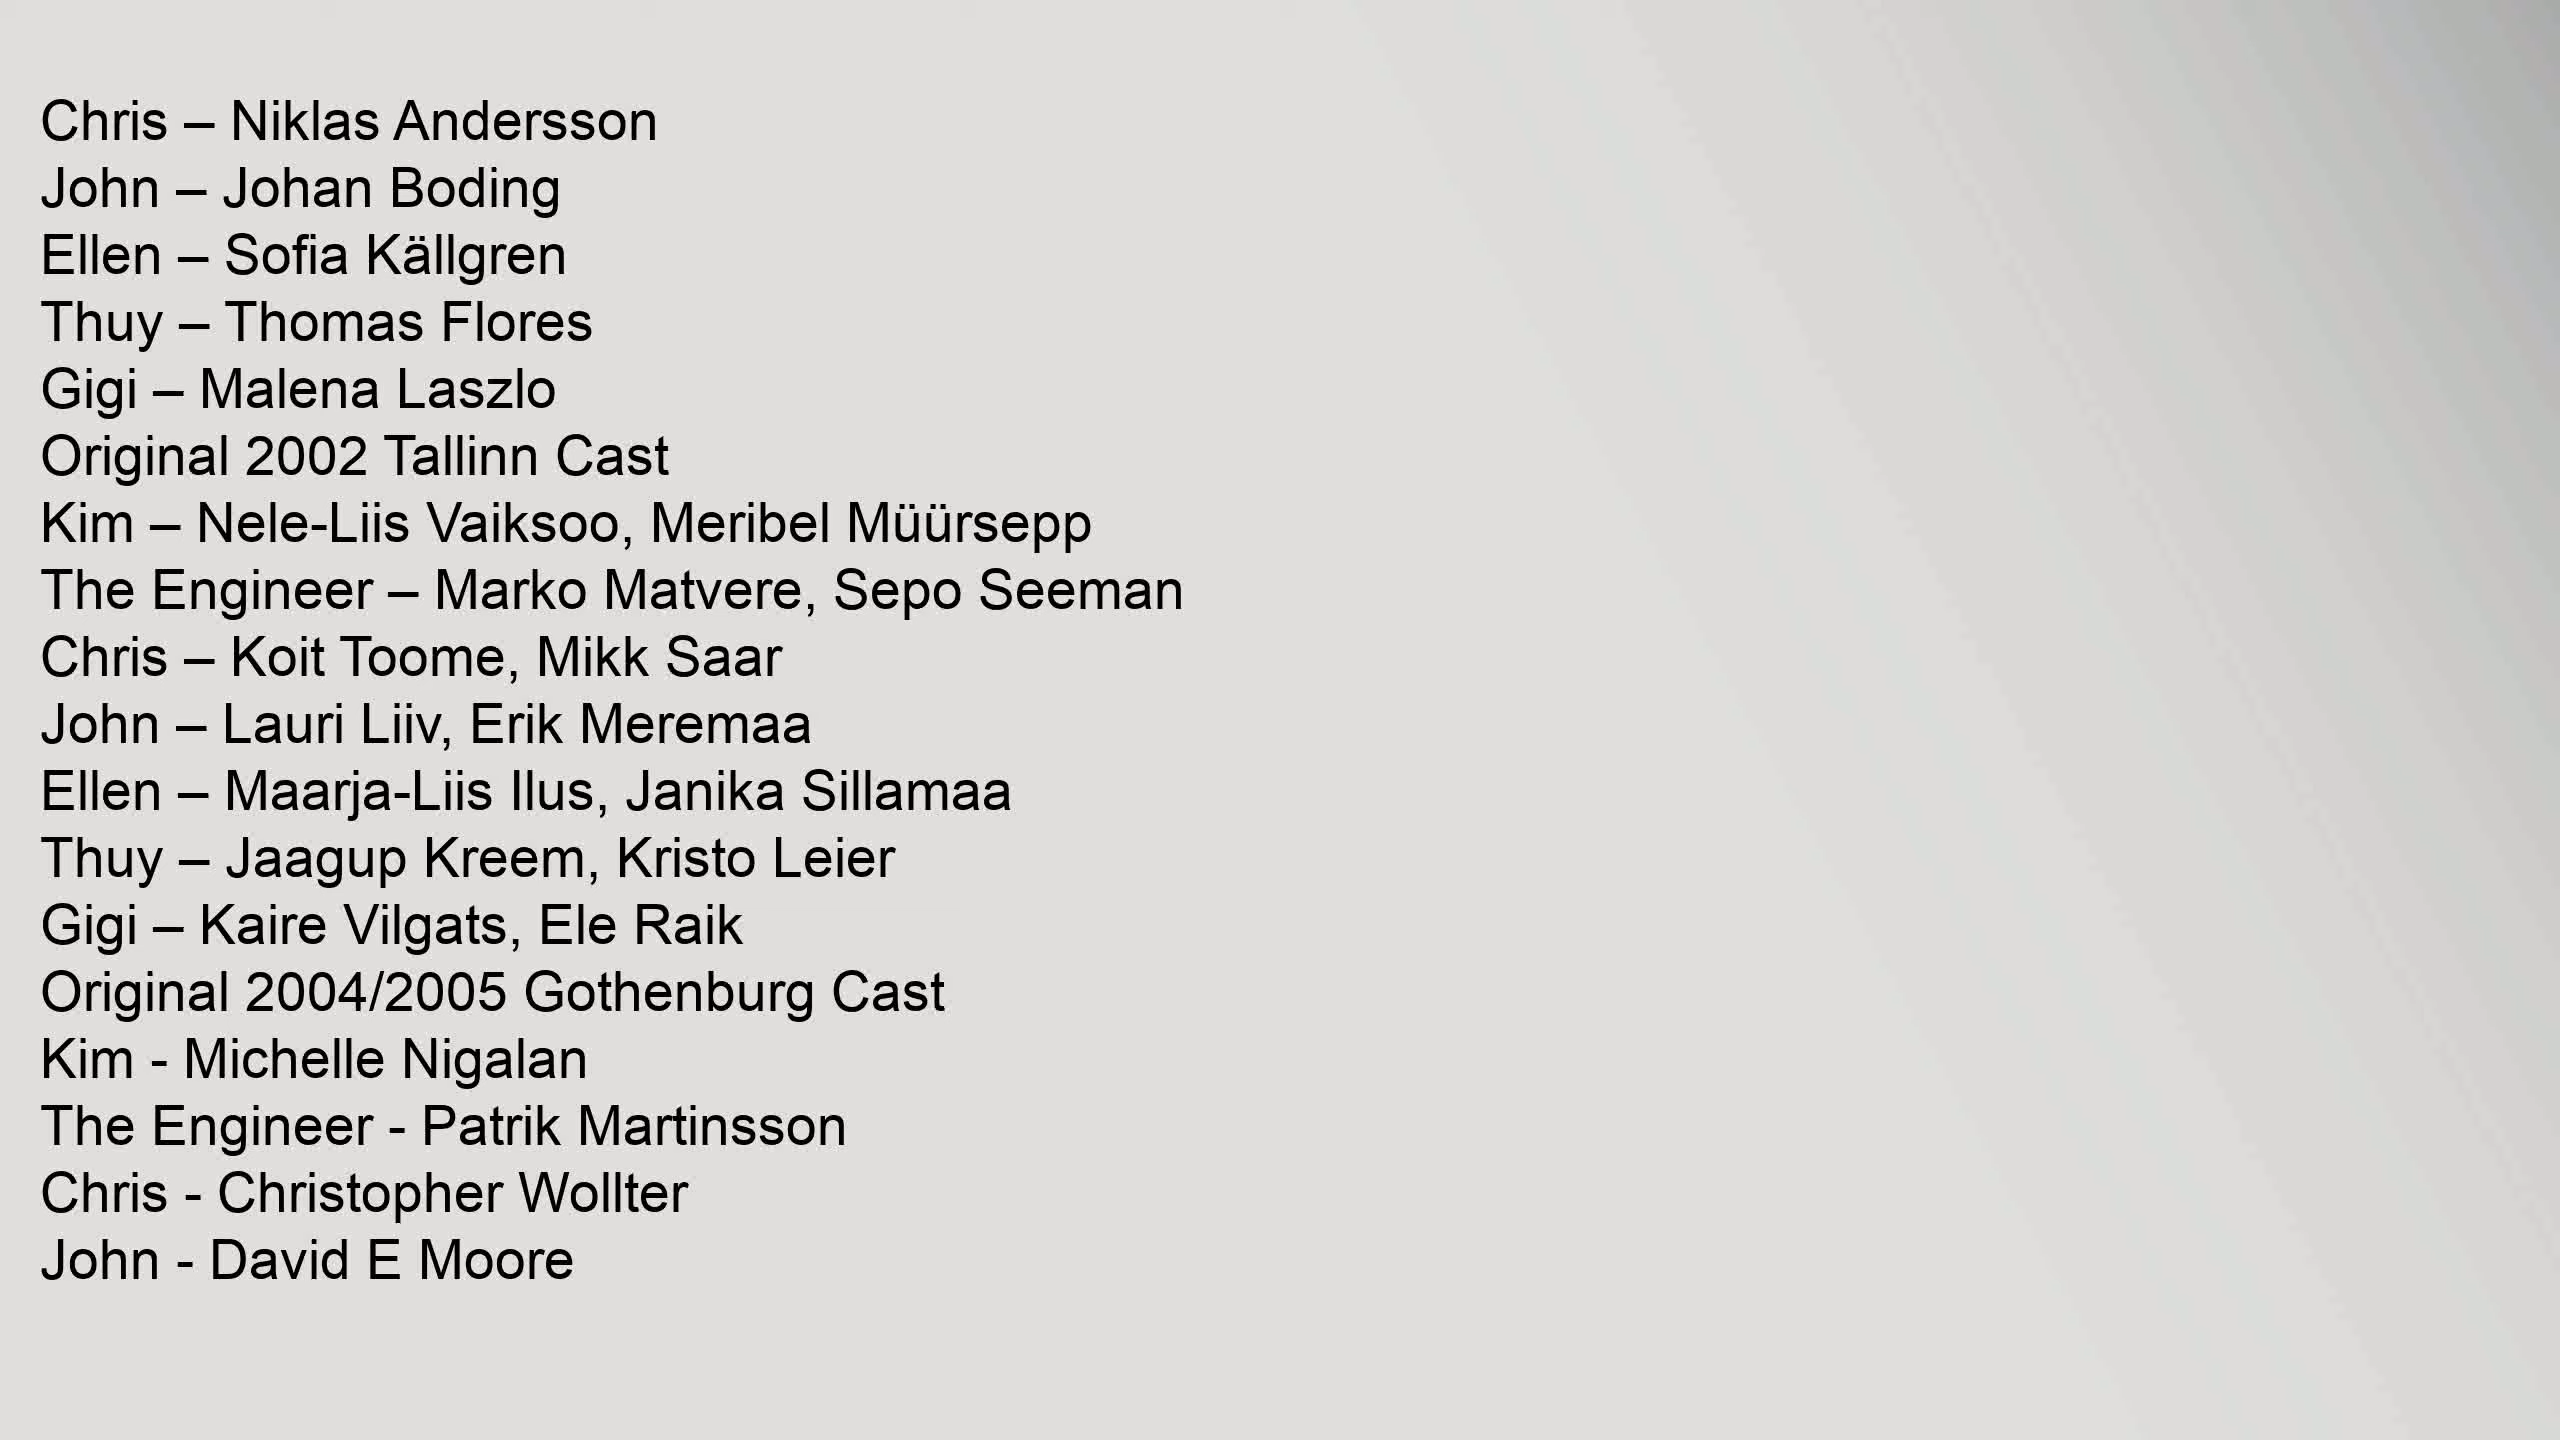 Chris – Niklas Andersson
John – Johan Boding
Ellen – Sofia Källgren
Thuy – Thomas Flores
Gigi – Malena Laszlo
Original 2002 Tallinn Cast
Kim – Nele-Liis Vaiksoo, Meribel Müürsepp
The Engineer – Marko Matvere, Sepo Seeman
Chris – Koit Toome, Mikk Saar
John – Lauri Liiv, Erik Meremaa
Ellen – Maarja-Liis Ilus, Janika Sillamaa
Thuy – Jaagup Kreem, Kristo Leier
Gigi – Kaire Vilgats, Ele Raik
Original 2004/2005 Gothenburg Cast
Kim - Michelle Nigalan
The Engineer - Patrik Martinsson
Chris - Christopher Wollter
John - David E Moore